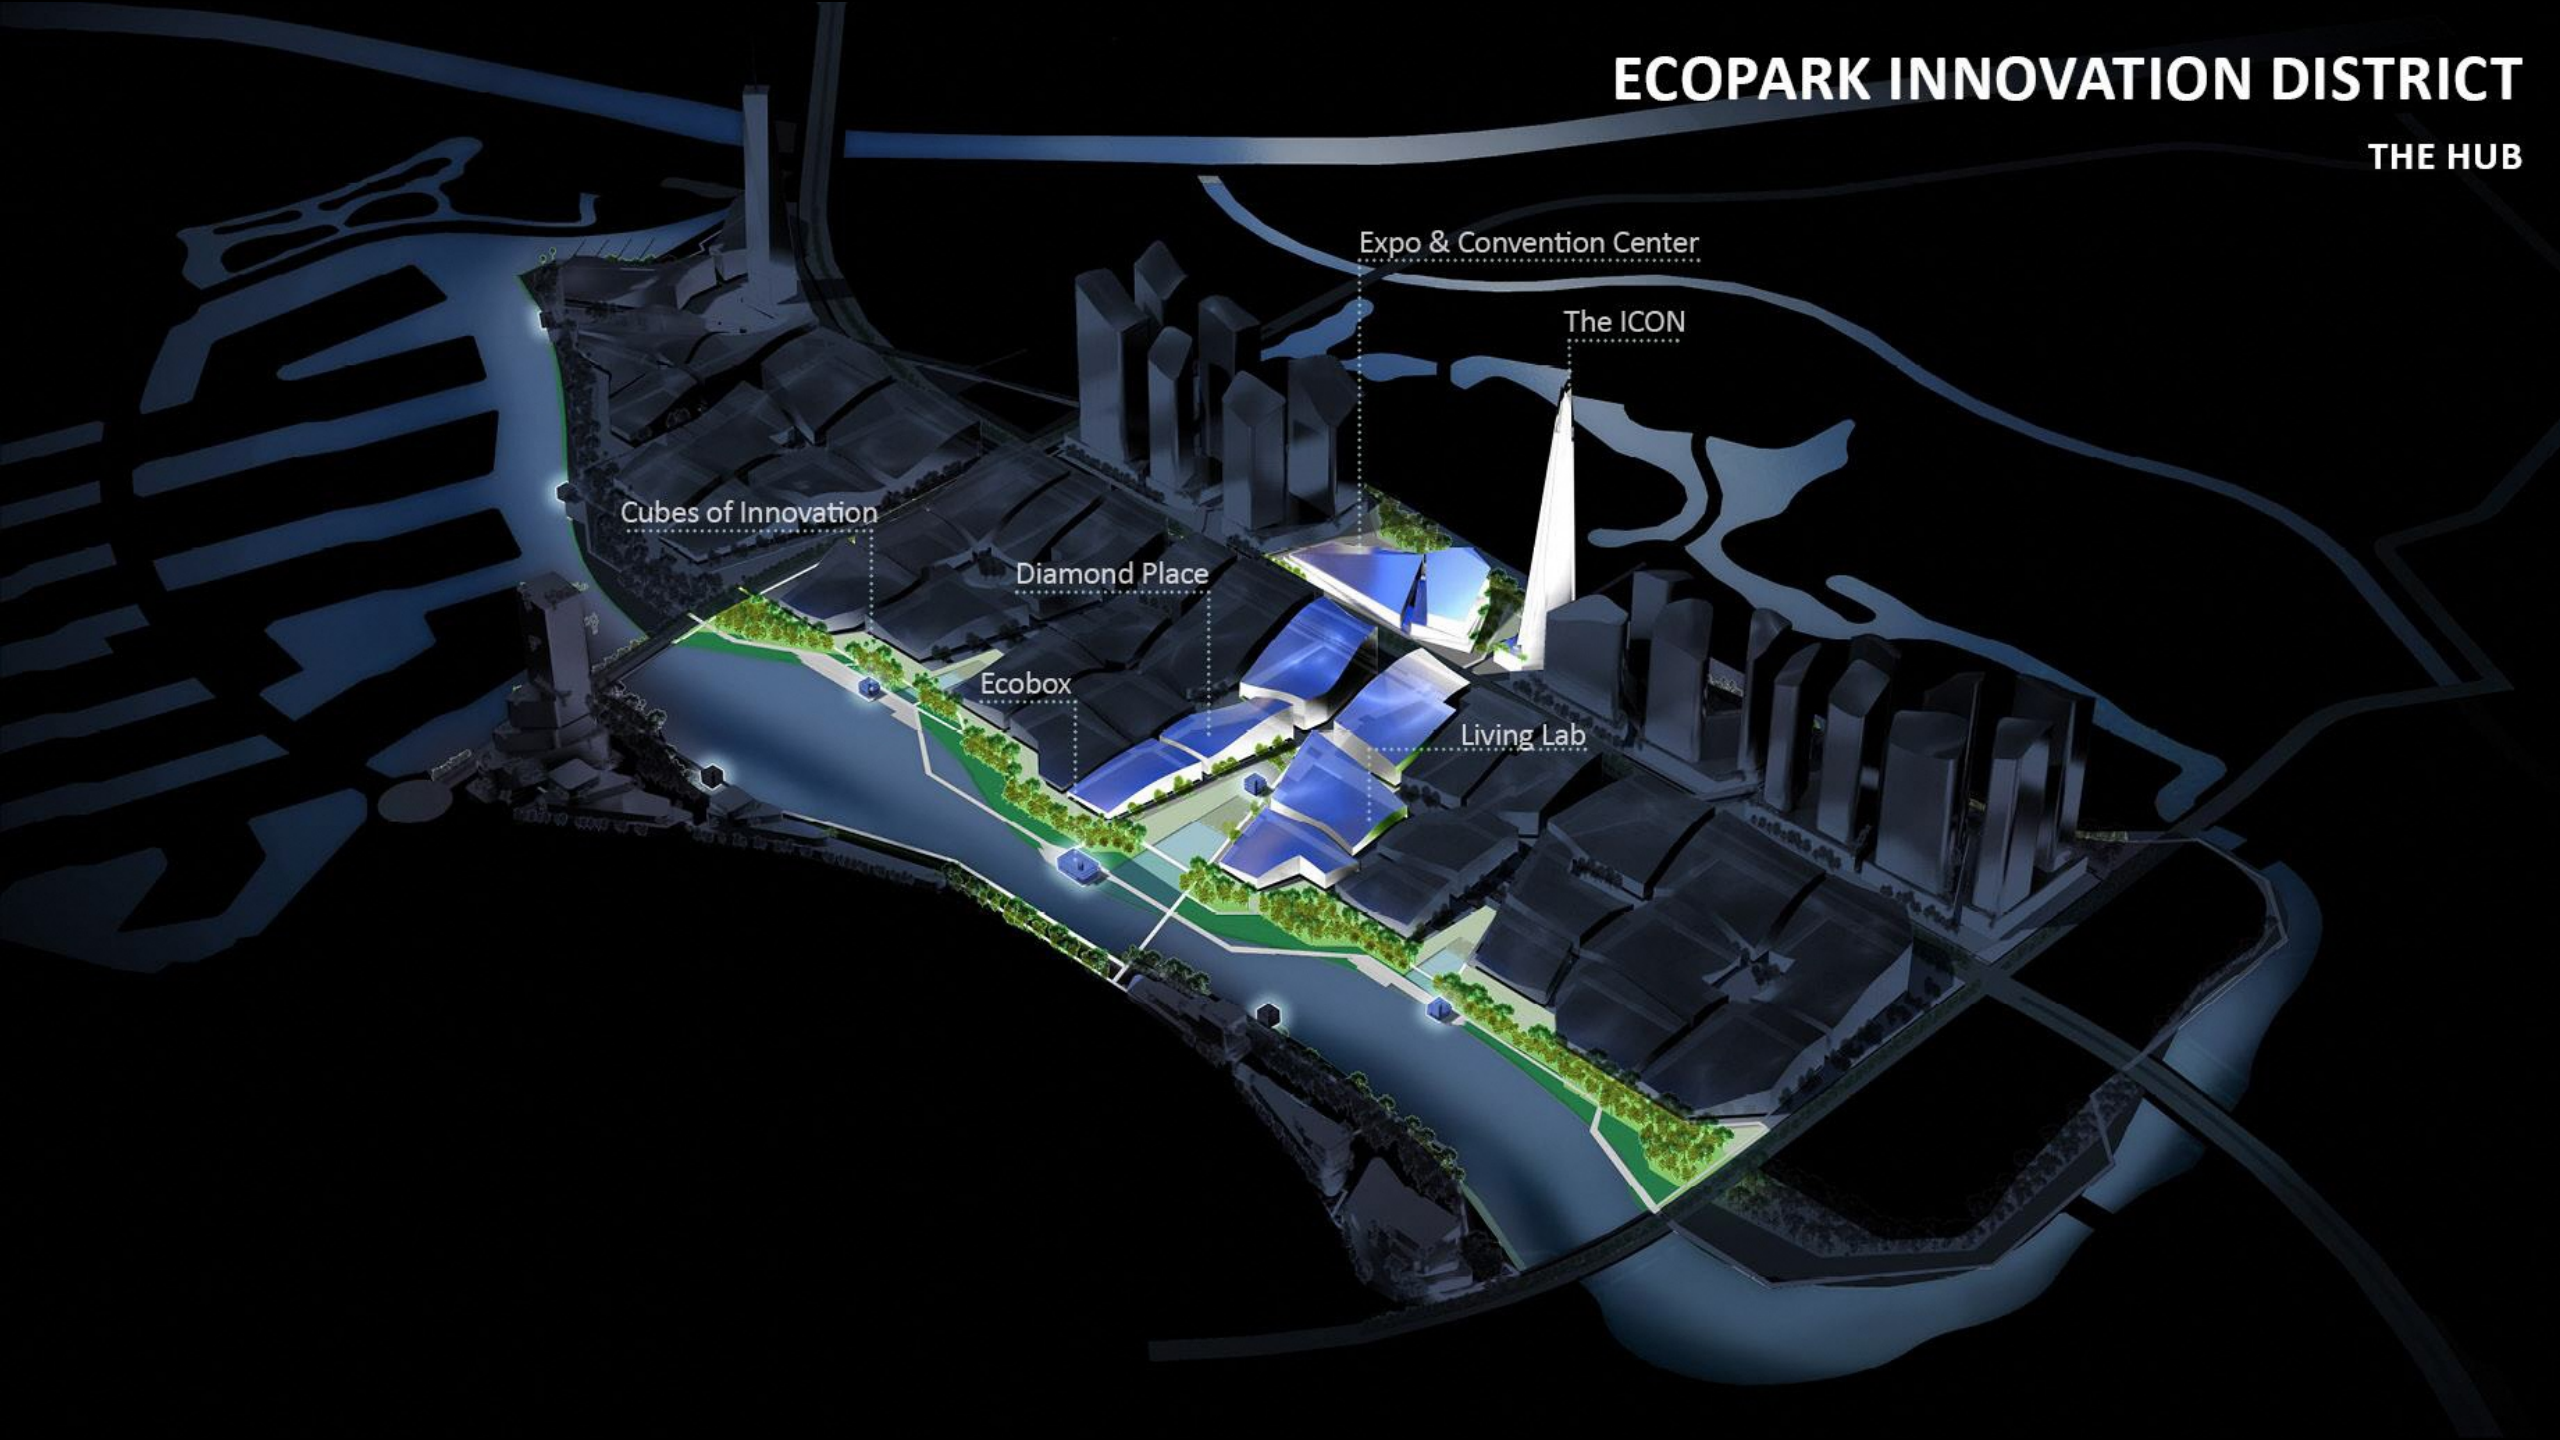 ECOPARK INNOVATION DISTRICT
THE HUB
Expo & Convention Center
The ICON
Cubes of Innovation
Diamond Place
Ecobox
Living Lab